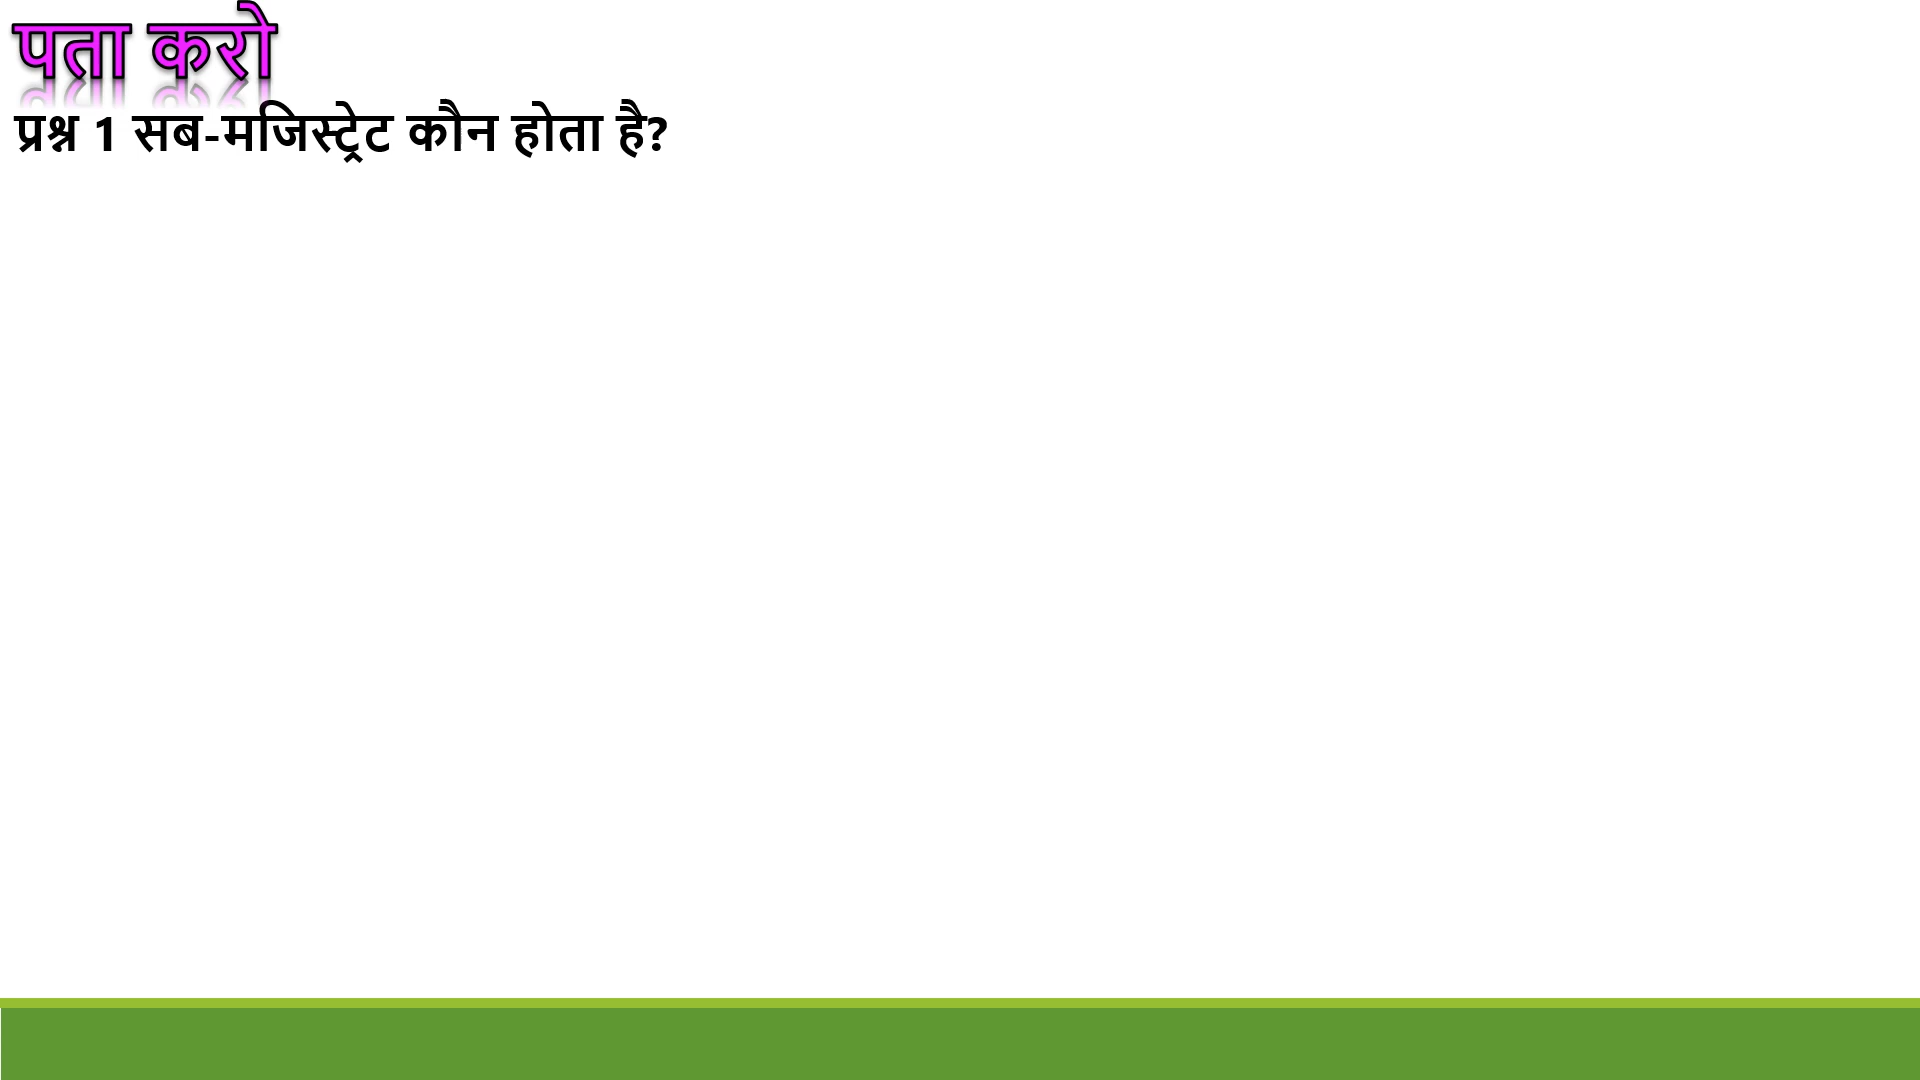 पता करो
प्रश्न 1 सब-मजिस्ट्रेट कौन होता है?